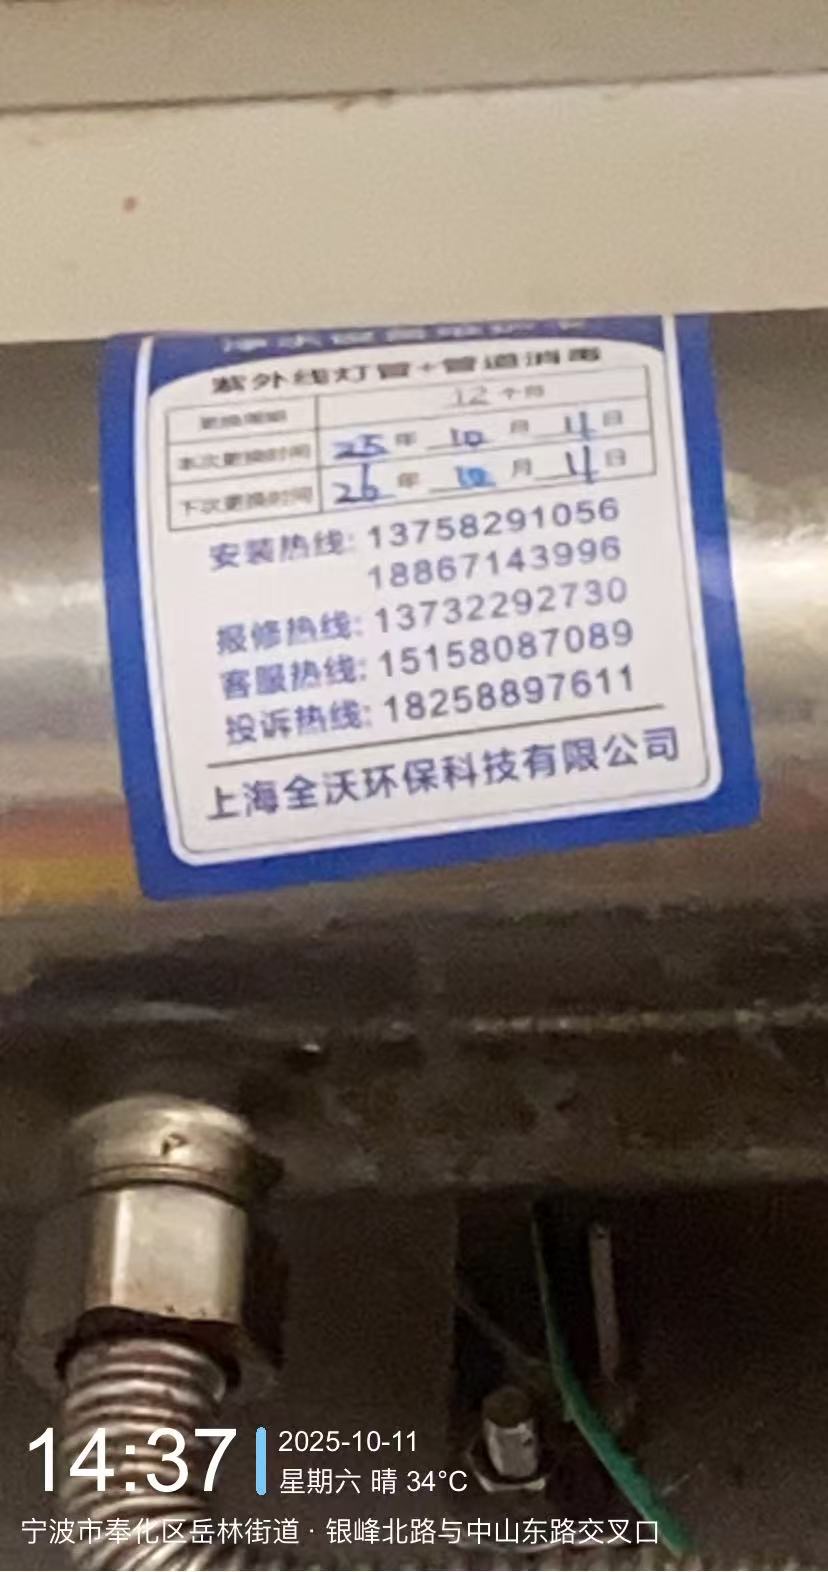 紫外线灯管+管道消毒
更换周期 12 个月
本次更换时间 25 年 10 月 11 日
下次更换时间 26 年 10 月 11 日
安装热线: 13758291056
18867143996
报修热线: 13732292730
客服热线: 15158087089
投诉热线: 18258897611
上海全沃环保科技有限公司
14:37
2025-10-11
星期六 晴 34°C
宁波市奉化区岳林街道 · 银峰北路与中山东路交叉口